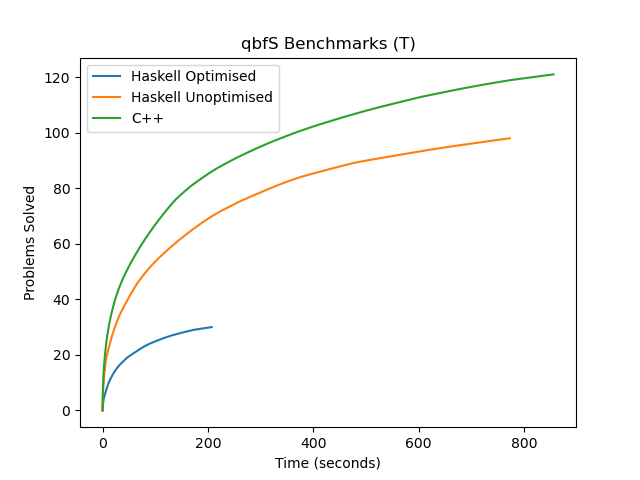 qbfS Benchmarks (T)
Haskell Optimised
Haskell Unoptimised
C++
Problems Solved
120
100
80
60
40
20
0
0 200 400 600 800
Time (seconds)